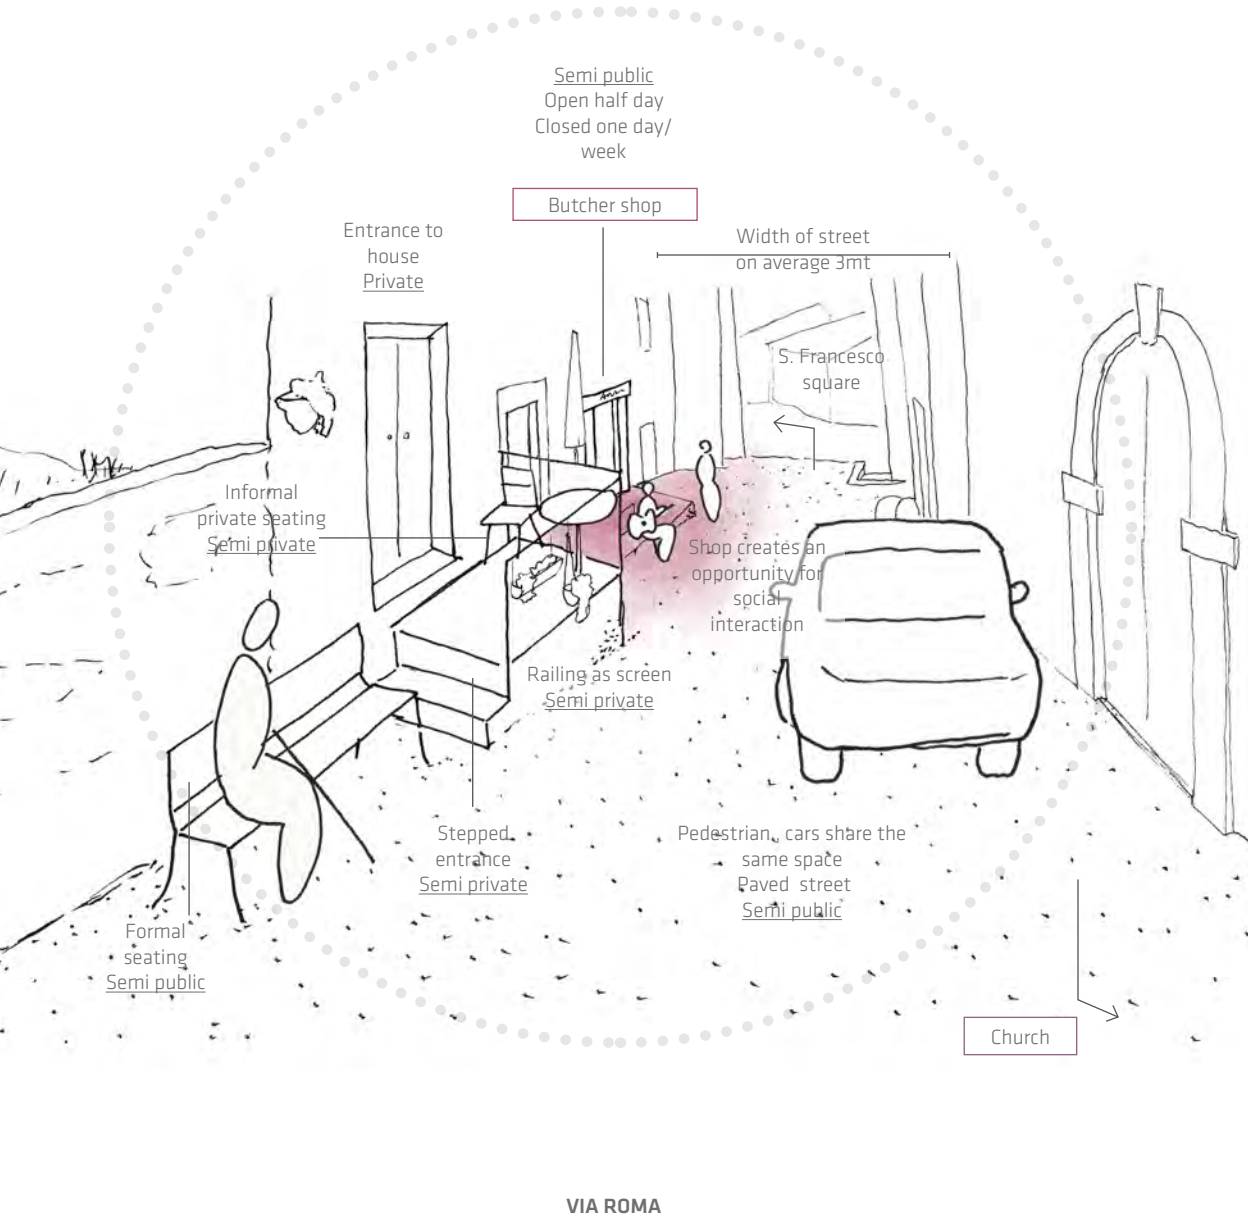 Semi public
Open half day
Closed one day/
week
Butcher shop
Entrance to
house
Private
Width of street
on average 3mt
S. Francesco
square
Informal
private seating
Semi private
Shop creates an
opportunity for
social
interaction
Railing as screen
Semi private
Stepped
entrance
Semi private
Pedestrian, cars share the
same space
Paved street
Semi public
Formal
seating
Semi public
Church
VIA ROMA